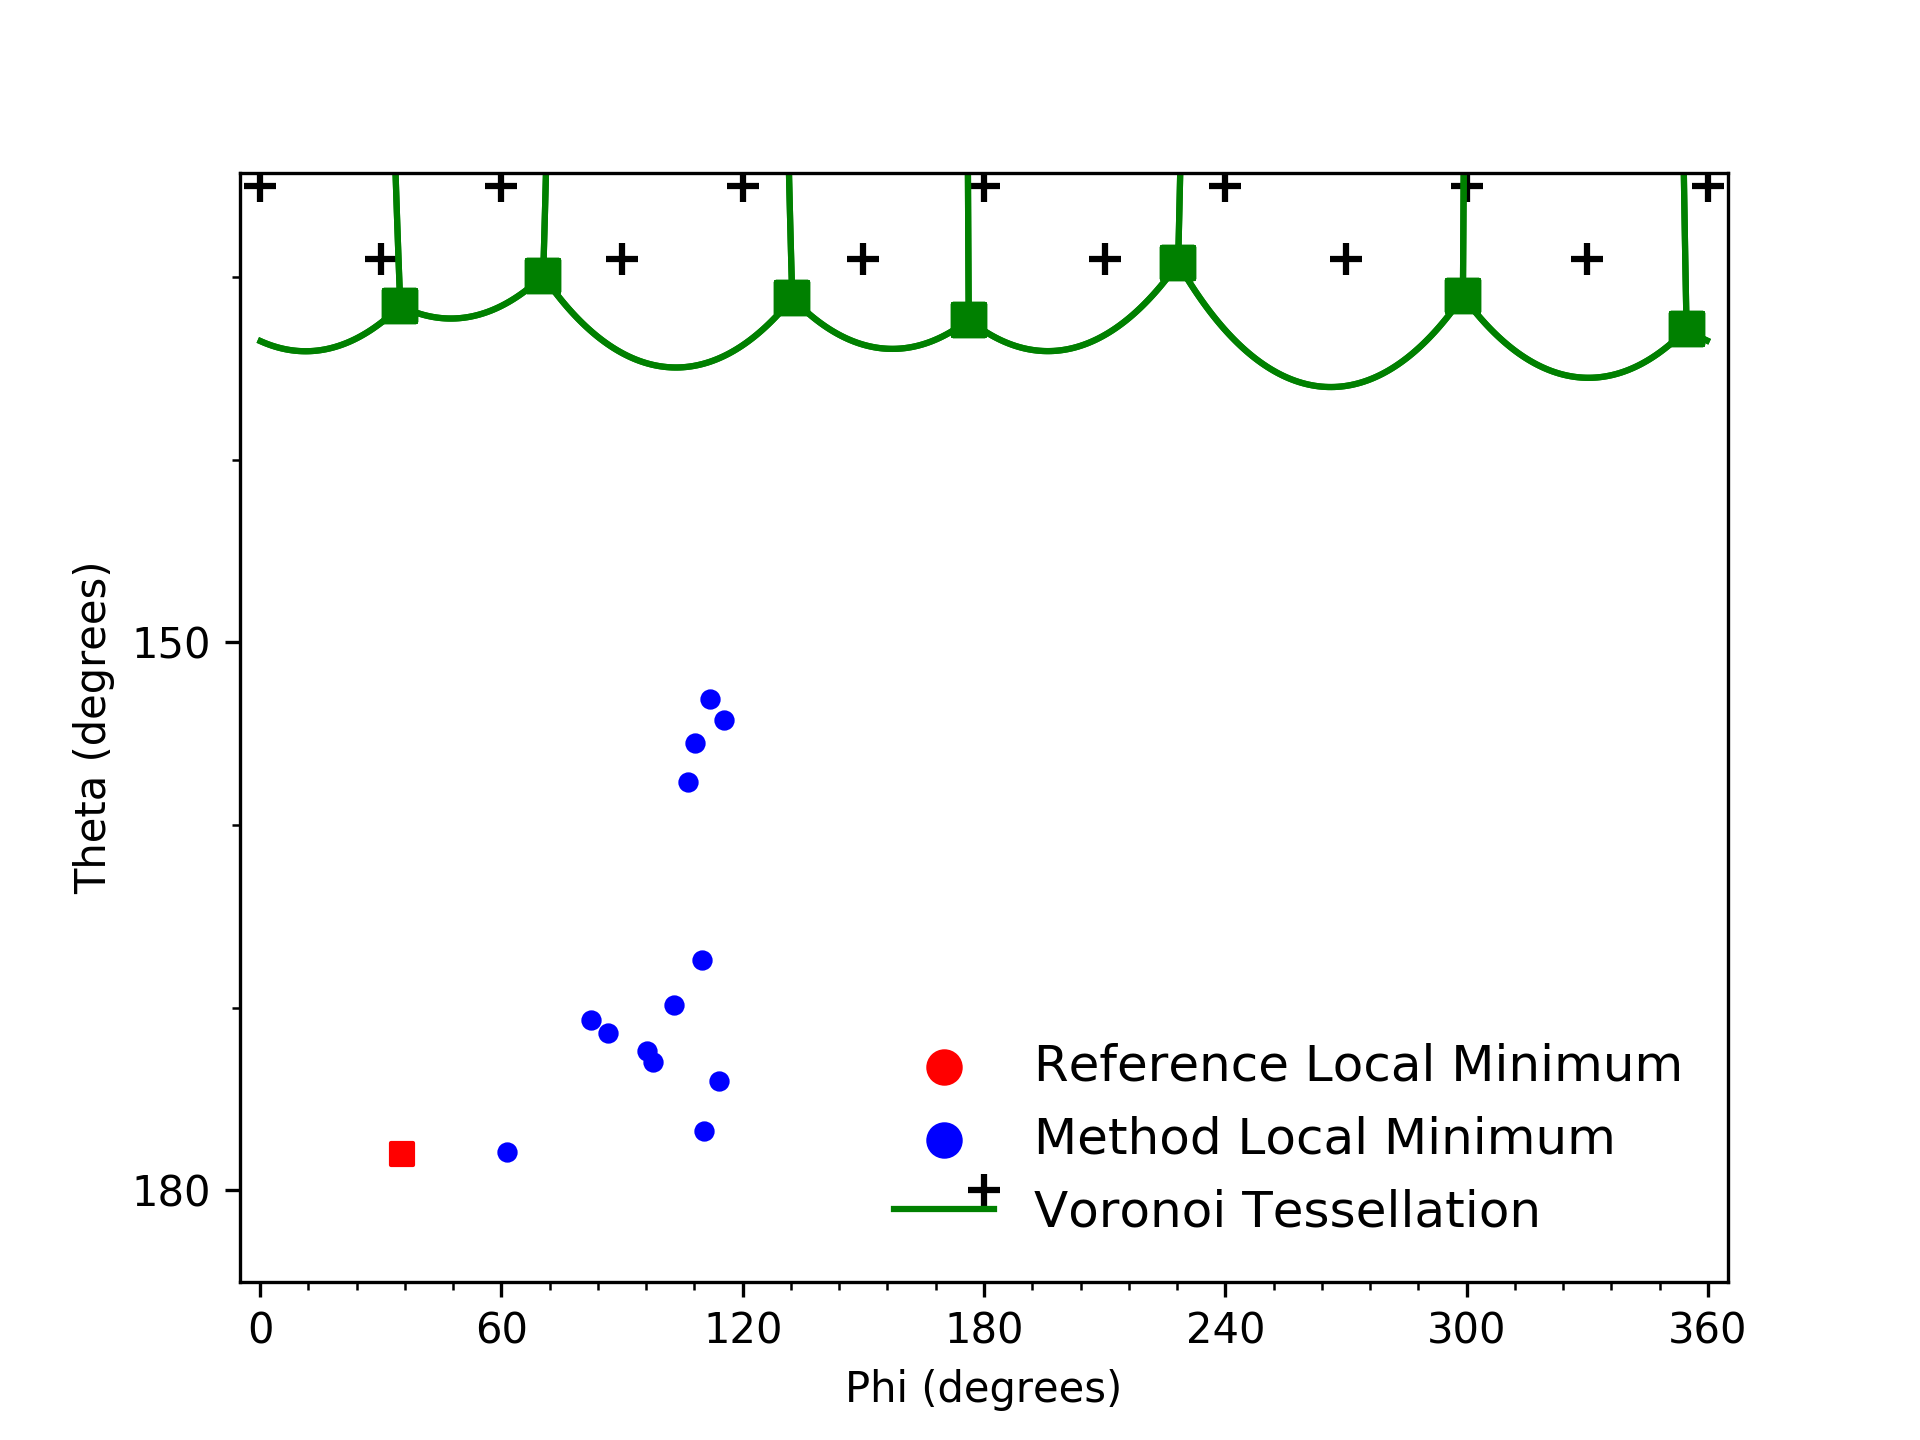 Theta (degrees)
150
180
Reference Local Minimum
Method Local Minimum
Voronoi Tessellation
0 60 120 180 240 300 360
Phi (degrees)